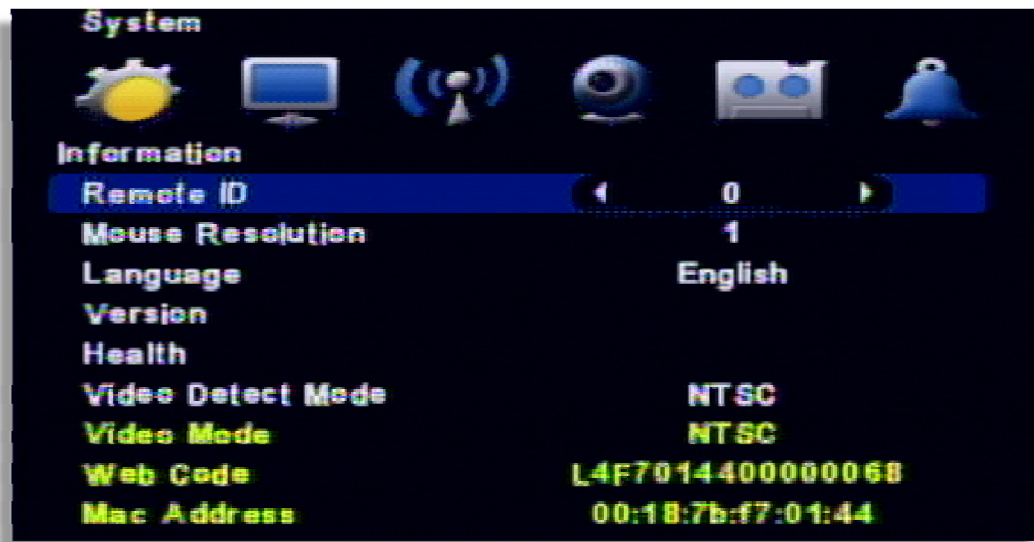 System
Information
Remote ID 0
Mouse Resolution 1
Language English
Version
Health
Video Detect Mode NTSC
Video Mode NTSC
Web Code L4F7014400000068
Mac Address 00:18:7b:f7:01:44